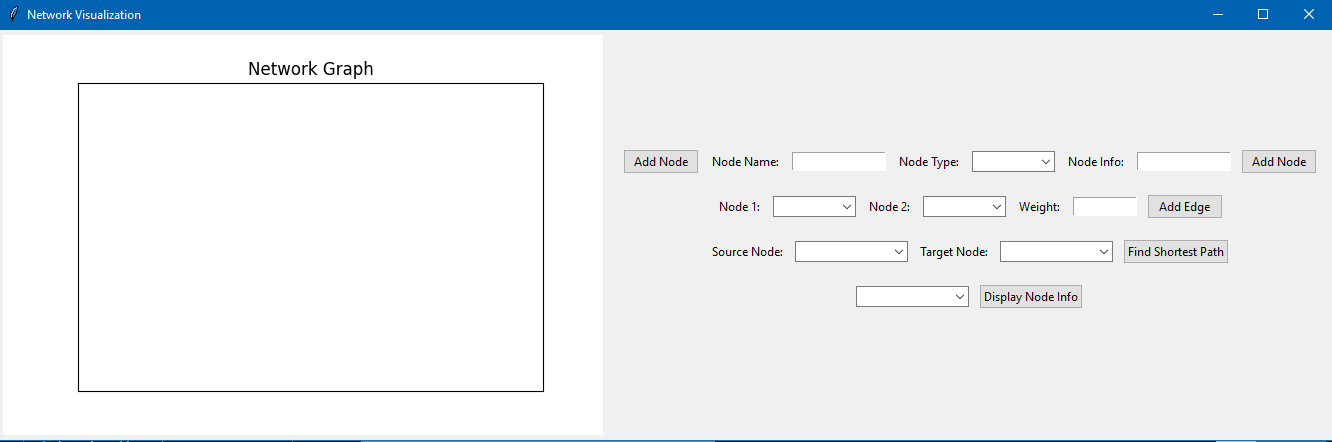 Network Visualization
Network Graph
Add Node Node Name: Node Type: Node Info: Add Node
Node 1: Node 2: Weight: Add Edge
Source Node: Target Node: Find Shortest Path
Display Node Info